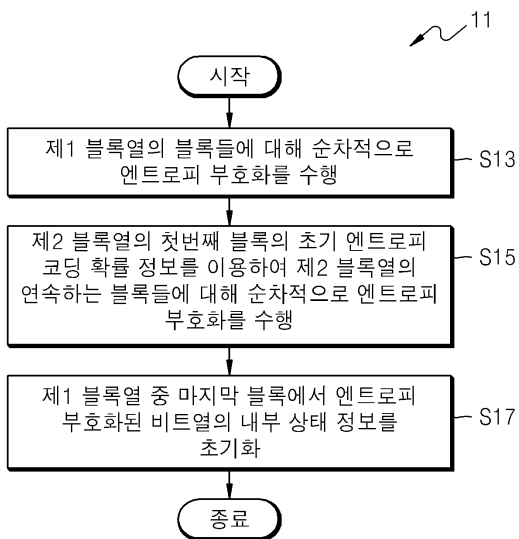 11
시작
제1 블록열의 블록들에 대해 순차적으로
엔트로피 부호화를 수행
S13
제2 블록열의 첫번째 블록의 초기 엔트로피
코딩 확률 정보를 이용하여 제2 블록열의
연속하는 블록들에 대해 순차적으로 엔트로피
부호화를 수행
S15
제1 블록열 중 마지막 블록에서 엔트로피
부호화된 비트열의 내부 상태 정보를
초기화
S17
종료